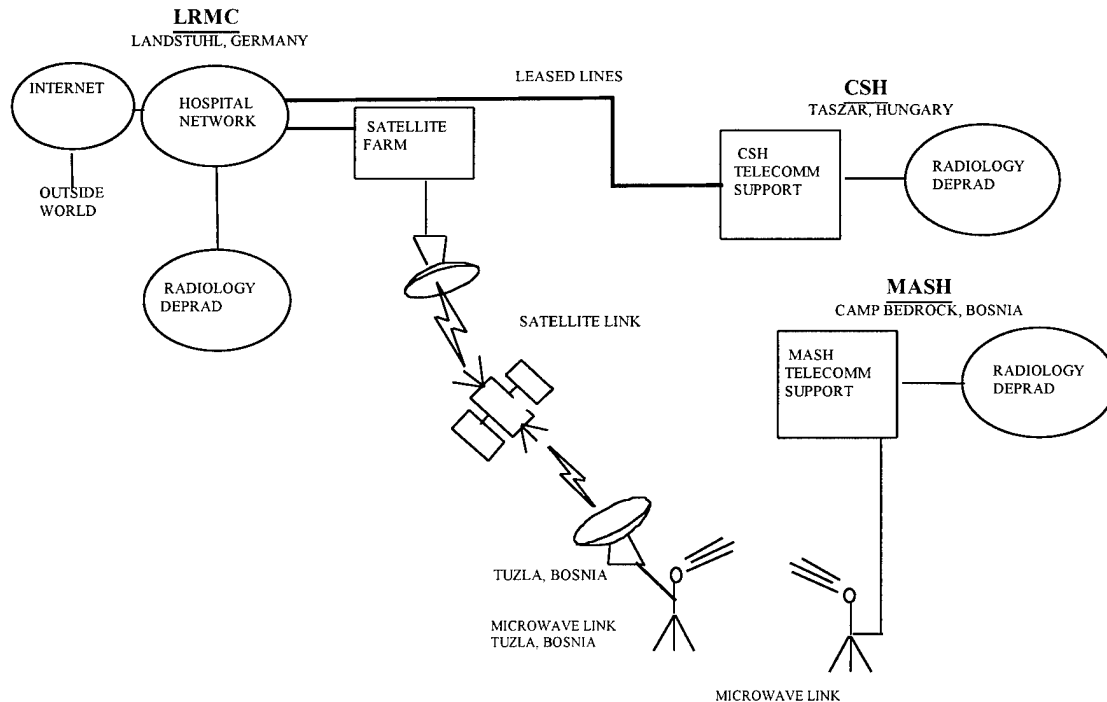 LRMC
LANDSTUHL, GERMANY
INTERNET
HOSPITAL
NETWORK
LEASED LINES
SATELLITE
FARM
OUTSIDE
WORLD
RADIOLOGY
DEPRAD
CSH
TASZAR, HUNGARY
CSH
TELECOMM
SUPPORT
RADIOLOGY
DEPRAD
SATELLITE LINK
MASH
CAMP BEDROCK, BOSNIA
MASH
TELECOMM
SUPPORT
RADIOLOGY
DEPRAD
TUZLA, BOSNIA
MICROWAVE LINK
TUZLA, BOSNIA
MICROWAVE LINK